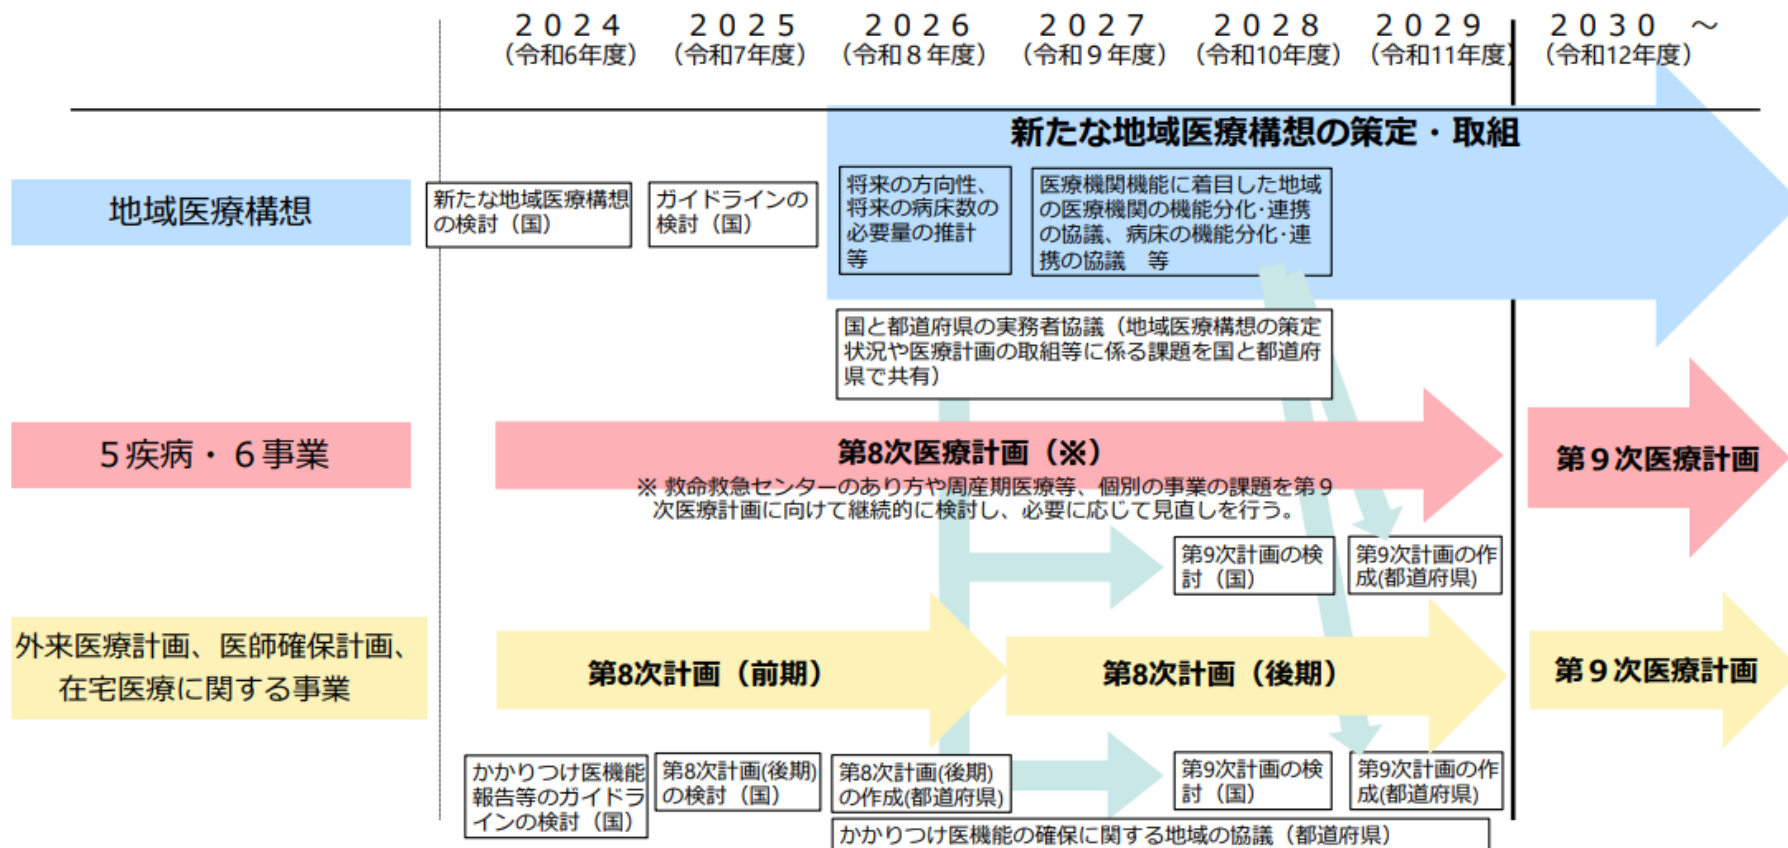 ２０２４
(令和6年度)
２０２５
(令和7年度)
２０２６
(令和８年度)
２０２７
(令和９年度)
２０２８
(令和10年度)
２０２９
(令和11年度)
２０３０　～
(令和12年度)
新たな地域医療構想の策定・取組
地域医療構想
新たな地域医療構想
の検討（国）
ガイドラインの
検討（国）
将来の方向性、
将来の病床数の
必要量の推計
等
医療機関機能に着目した地域
の医療機関の機能分化･連携
の協議、病床の機能分化･連
携の協議　等
国と都道府県の実務者協議（地域医療構想の策定
状況や医療計画の取組等に係る課題を国と都道府
県で共有）
５疾病・６事業
第8次医療計画（※）
※ 救命救急センターのあり方や周産期医療等、個別の事業の課題を第９
次医療計画に向けて継続的に検討し、必要に応じて見直しを行う。
第９次医療計画
第9次計画の検
討（国）
第9次計画の作
成(都道府県)
外来医療計画、医師確保計画、
在宅医療に関する事業
第8次計画（前期）
第8次計画（後期）
第９次医療計画
かかりつけ医機能
報告等のガイドラ
インの検討（国）
第8次計画(後期)
の検討（国）
第8次計画(後期)
の作成(都道府県)
第9次計画の検
討（国）
第9次計画の作
成(都道府県)
かかりつけ医機能の確保に関する地域の協議（都道府県）